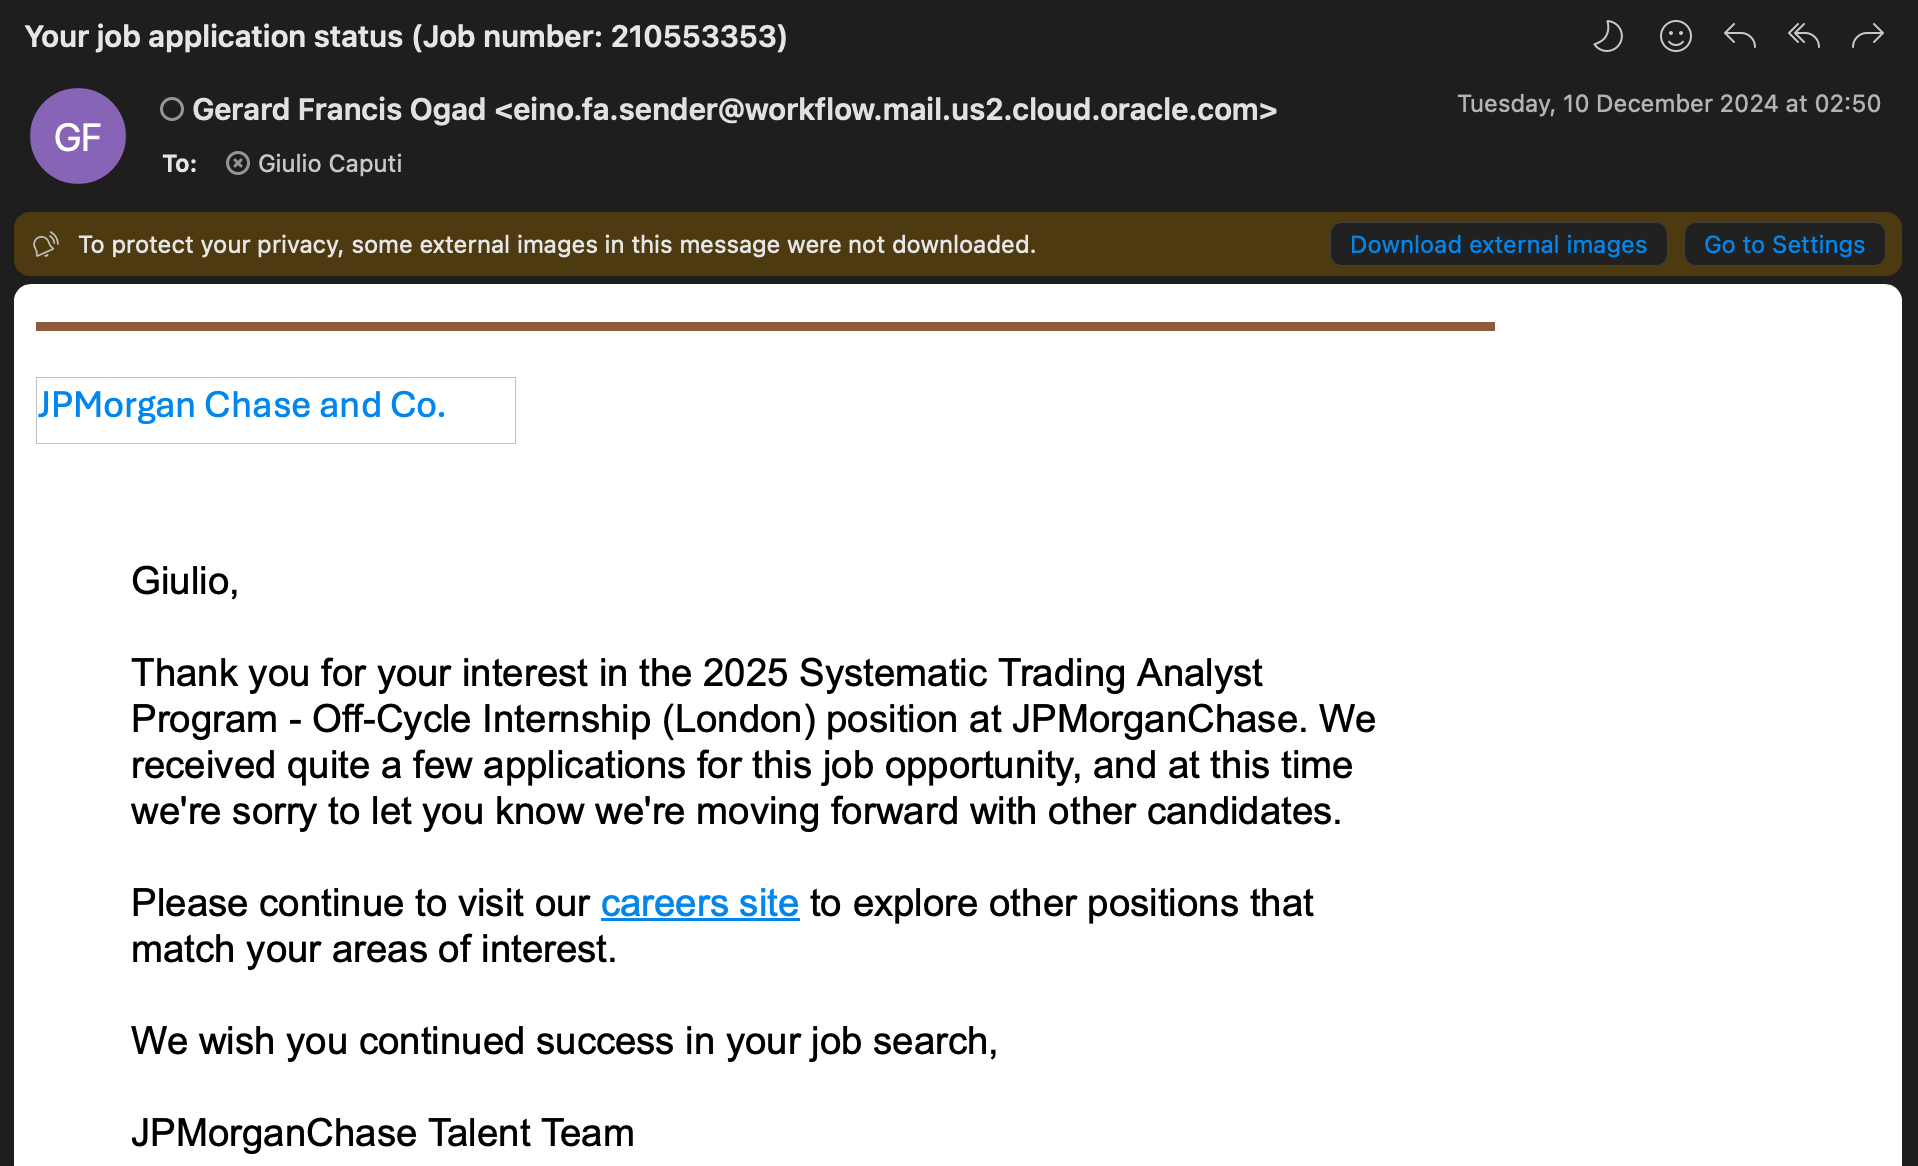 Your job application status (Job number: 210553353)
GF
Gerard Francis Ogad <eino.fa.sender@workflow.mail.us2.cloud.oracle.com>
Tuesday, 10 December 2024 at 02:50
To: Giulio Caputi
To protect your privacy, some external images in this message were not downloaded.
Download external images
Go to Settings
JPMorgan Chase and Co.
Giulio,
Thank you for your interest in the 2025 Systematic Trading Analyst
Program - Off-Cycle Internship (London) position at JPMorganChase. We
received quite a few applications for this job opportunity, and at this time
we're sorry to let you know we're moving forward with other candidates.
Please continue to visit our careers site to explore other positions that
match your areas of interest.
We wish you continued success in your job search,
JPMorganChase Talent Team